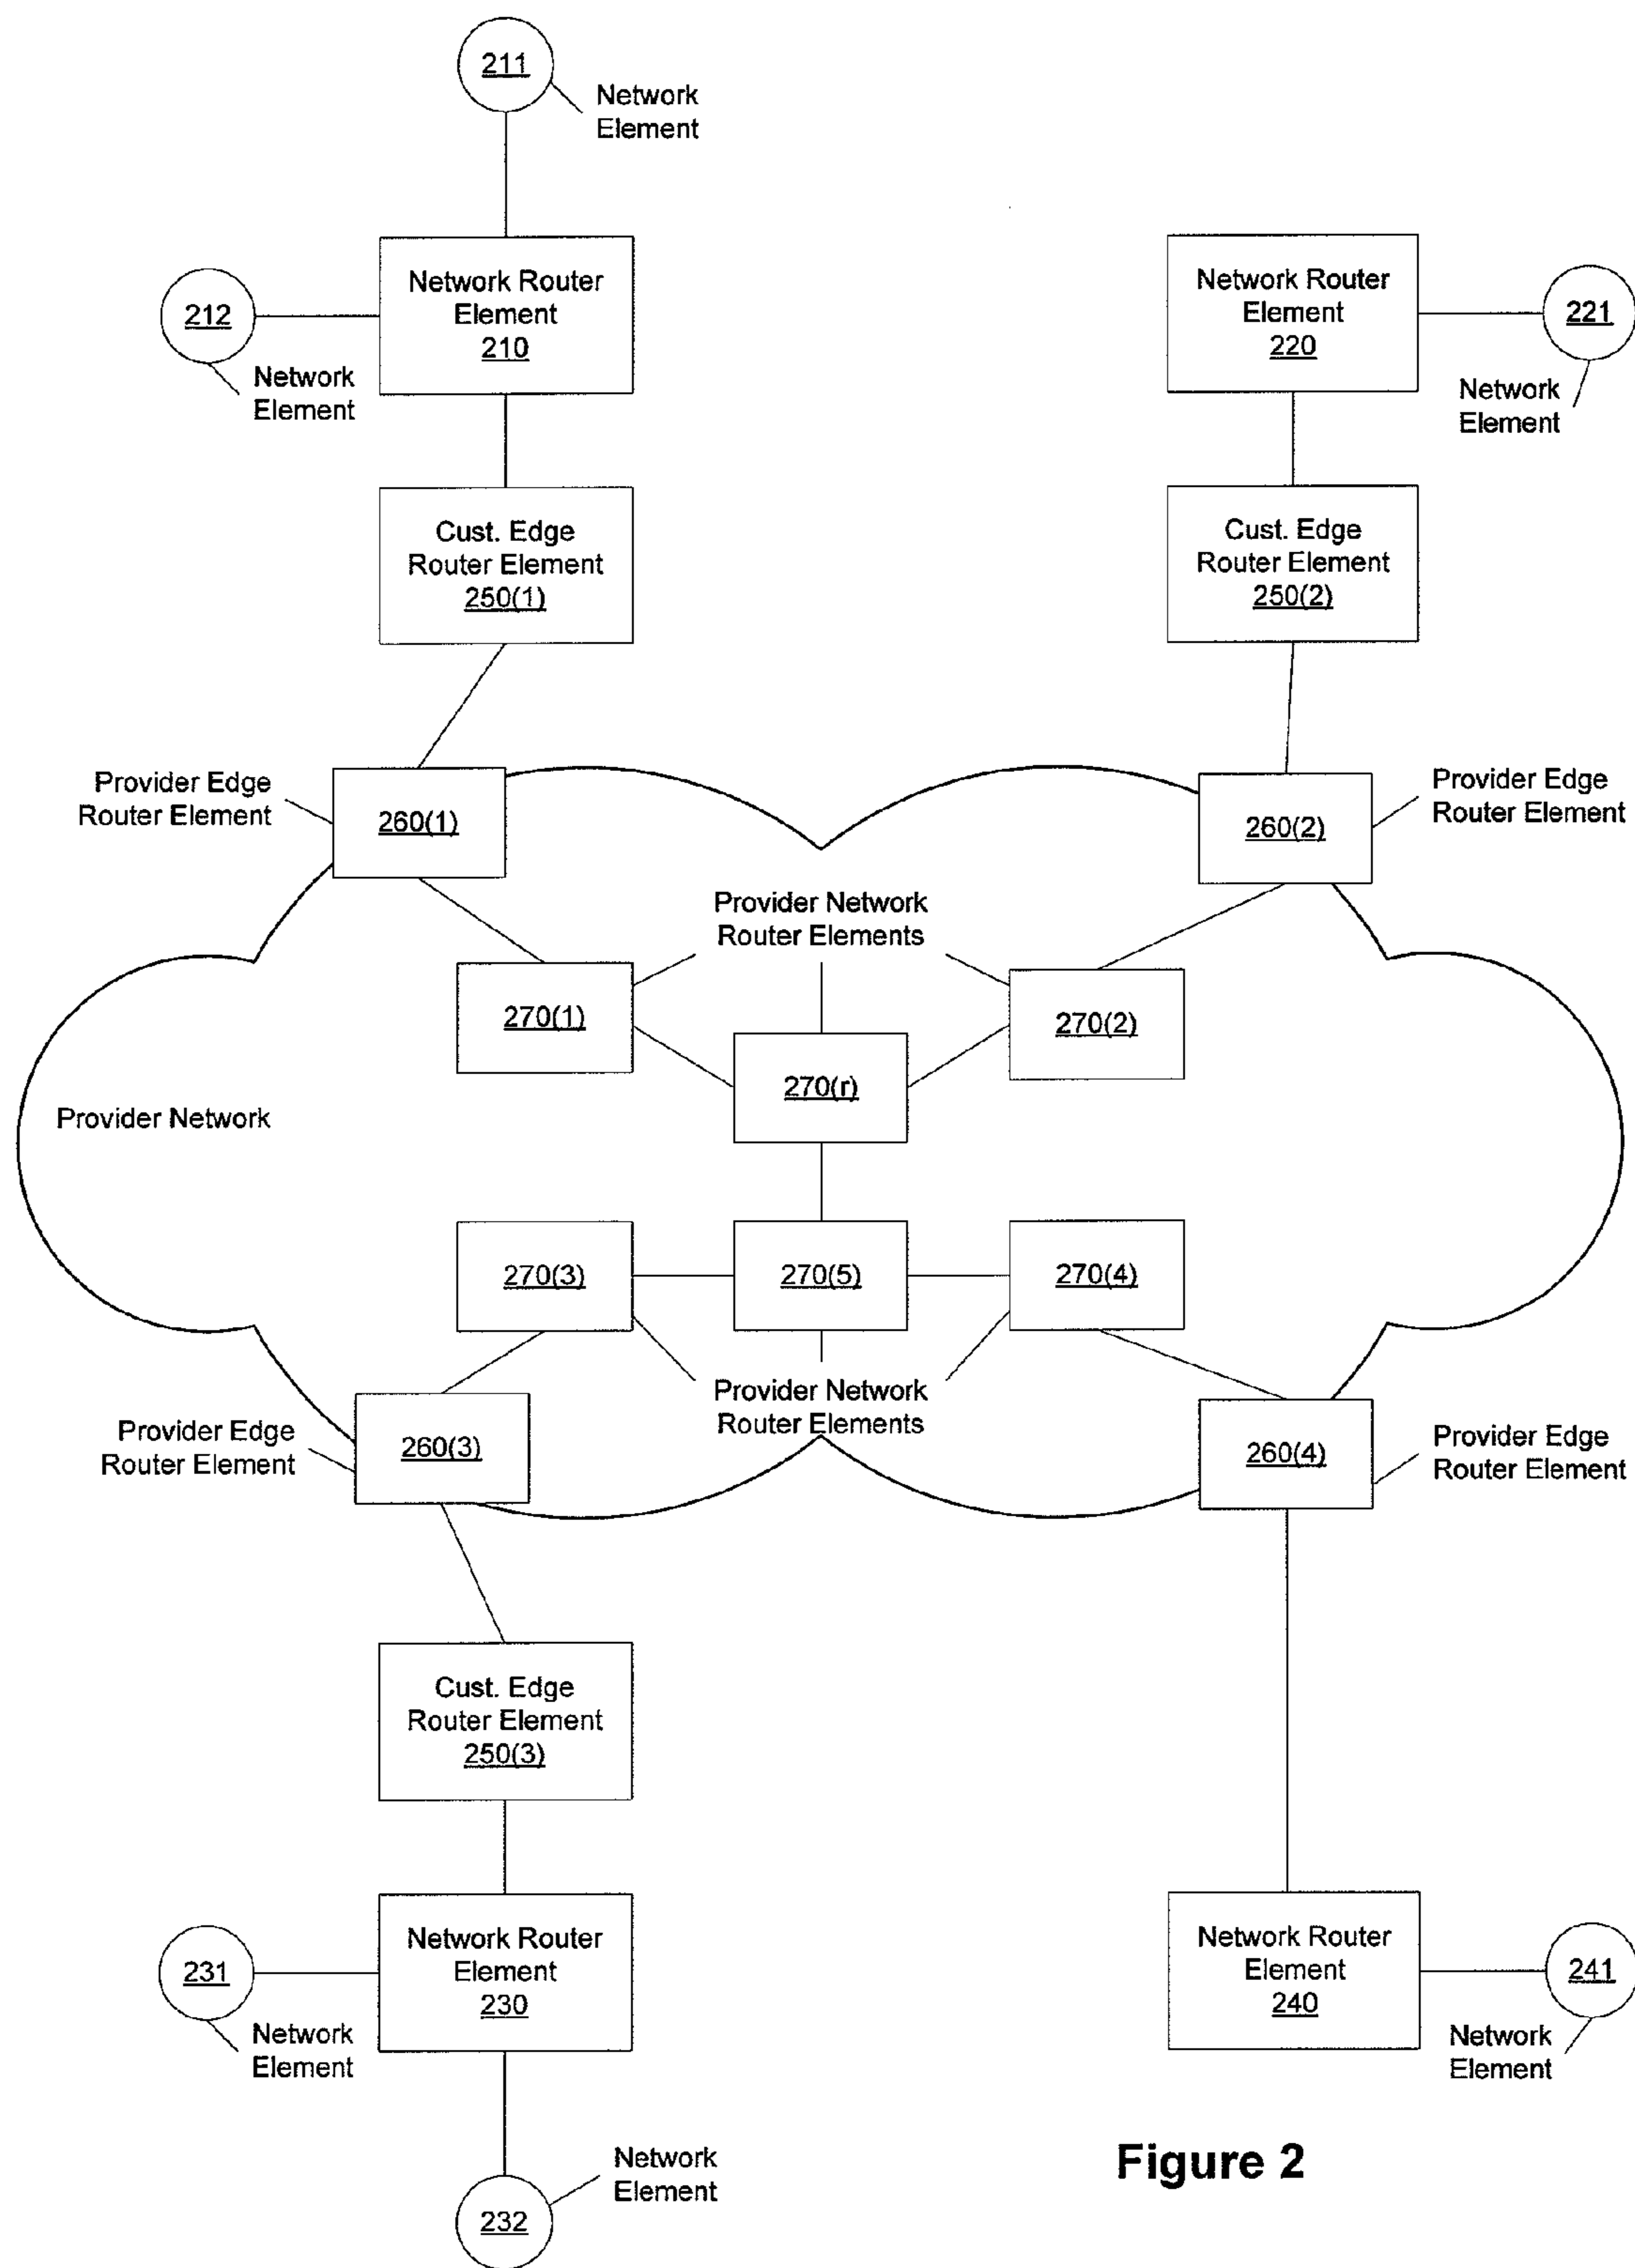 211
Network
Element
Network Router
Element
210
212
Network
Element
Network Router
Element
220
221
Network
Element
Cust. Edge
Router Element
250(1)
Cust. Edge
Router Element
250(2)
Provider Edge
Router Element
260(1)
260(2)
Provider Edge
Router Element
Provider Network
Router Elements
270(1)
270(2)
270(r)
Provider Network
270(3)
270(5)
270(4)
Provider Network
Router Elements
Provider Edge
Router Element
260(3)
260(4)
Provider Edge
Router Element
Cust. Edge
Router Element
250(3)
231
Network
Element
Network Router
Element
230
Network Router
Element
240
241
Network
Element
Network
Element
232
Figure 2